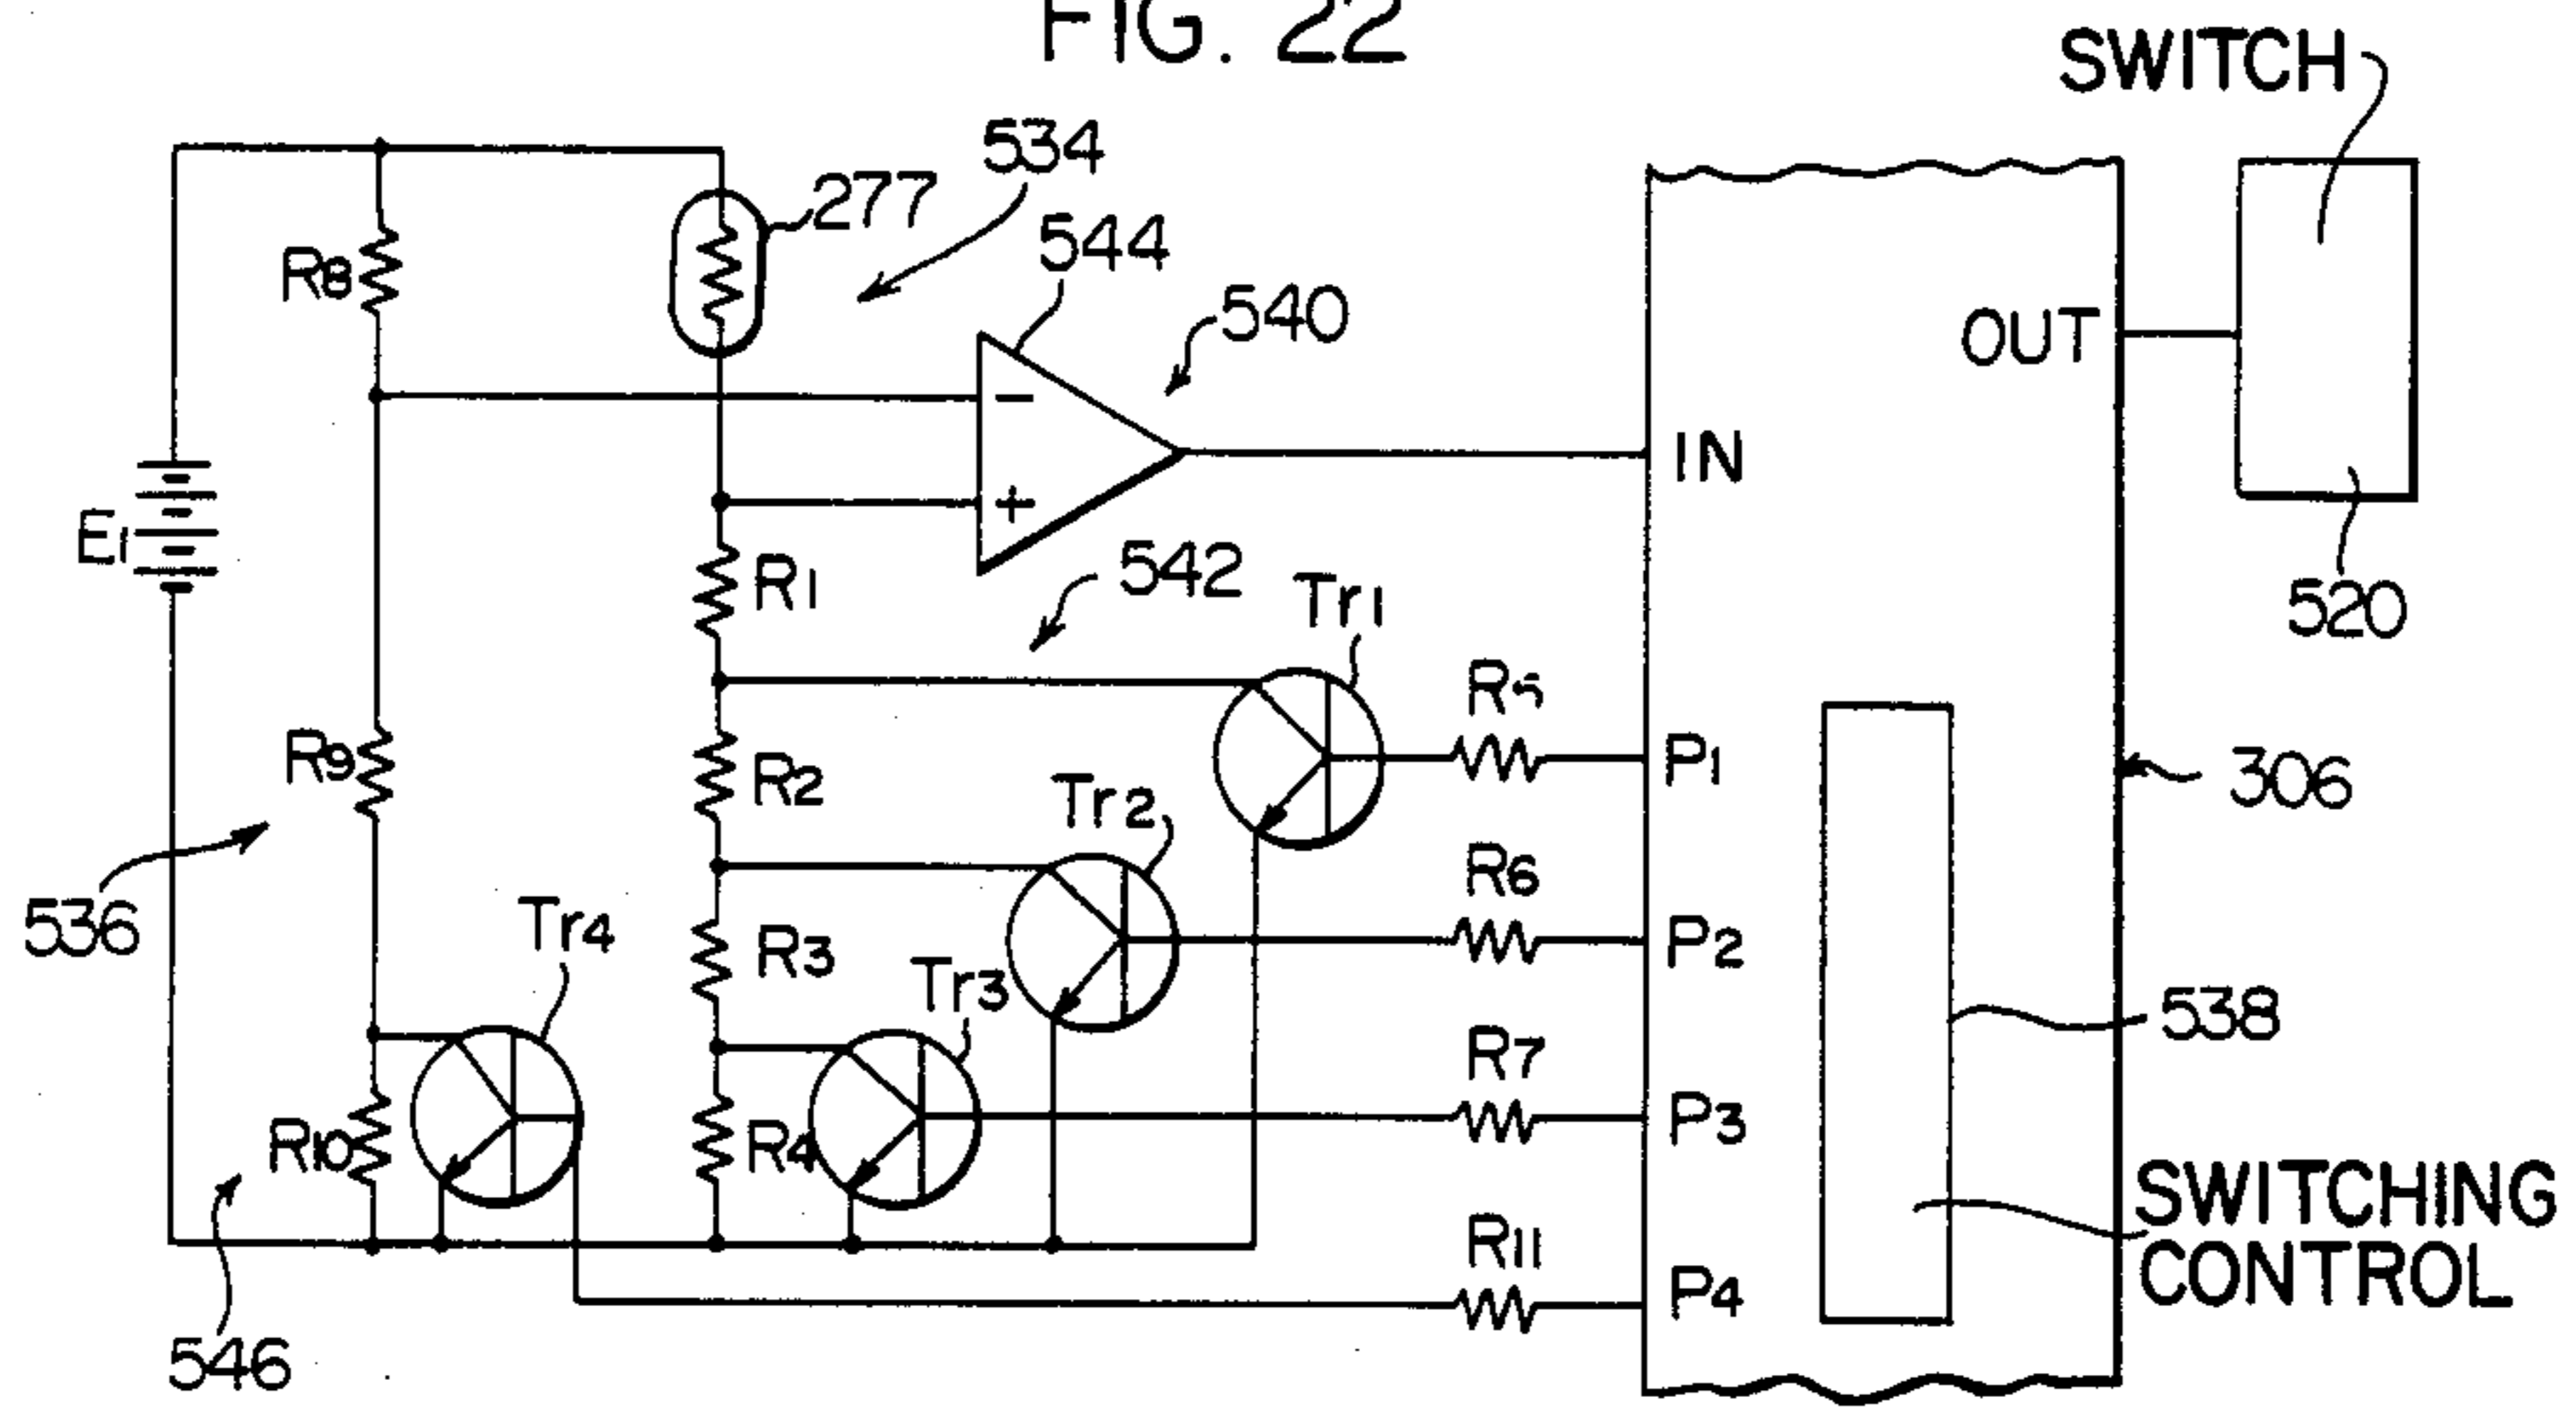 FIG. 22
SWITCH
534
277
544
540
R8
OUT
IN
E1
R1
542
Tr1
520
R5
P1
R9
R2
Tr2
306
R6
P2
536
Tr4
R3
Tr3
538
R7
P3
R10
R4
SWITCHING
CONTROL
R11
P4
546